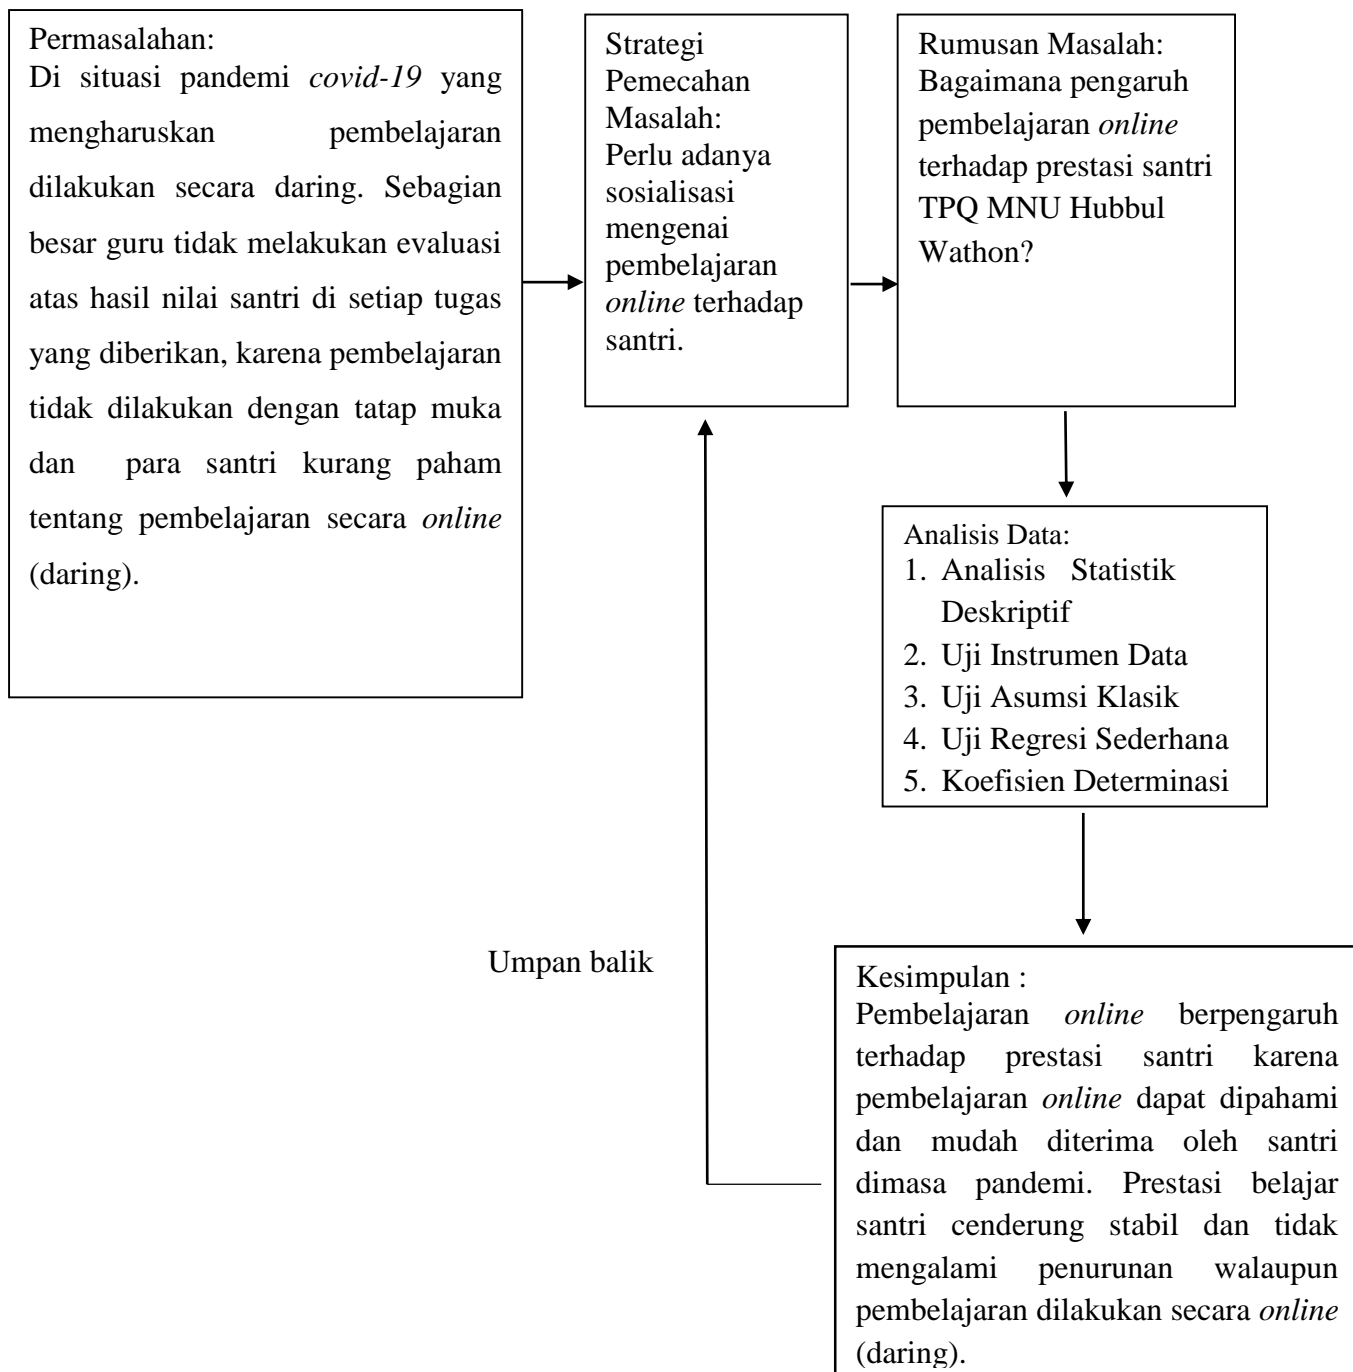 Permasalahan:
Di situasi pandemi covid-19 yang
mengharuskan pembelajaran
dilakukan secara daring. Sebagian
besar guru tidak melakukan evaluasi
atas hasil nilai santri di setiap tugas
yang diberikan, karena pembelajaran
tidak dilakukan dengan tatap muka
dan para santri kurang paham
tentang pembelajaran secara online
(daring).
Strategi
Pemecahan
Masalah:
Perlu adanya
sosialisasi
mengenai
pembelajaran
online terhadap
santri.
Rumusan Masalah:
Bagaimana pengaruh
pembelajaran online
terhadap prestasi santri
TPQ MNU Hubbul
Wathon?
Analisis Data:
1. Analisis Statistik
Deskriptif
2. Uji Instrumen Data
3. Uji Asumsi Klasik
4. Uji Regresi Sederhana
5. Koefisien Determinasi
Umpan balik
Kesimpulan :
Pembelajaran online berpengaruh
terhadap prestasi santri karena
pembelajaran online dapat dipahami
dan mudah diterima oleh santri
dimasa pandemi. Prestasi belajar
santri cenderung stabil dan tidak
mengalami penurunan walaupun
pembelajaran dilakukan secara online
(daring).